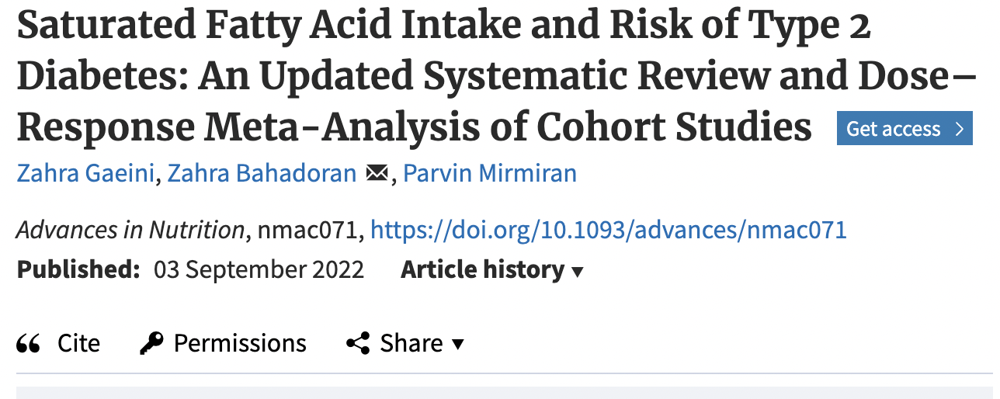 Saturated Fatty Acid Intake and Risk of Type 2
Diabetes: An Updated Systematic Review and Dose–
Response Meta-Analysis of Cohort Studies Get access
Zahra Gaeini, Zahra Bahadoran, Parvin Mirmiran
Advances in Nutrition, nmac071, https://doi.org/10.1093/advances/nmac071
Published: 03 September 2022 Article history
Cite Permissions Share